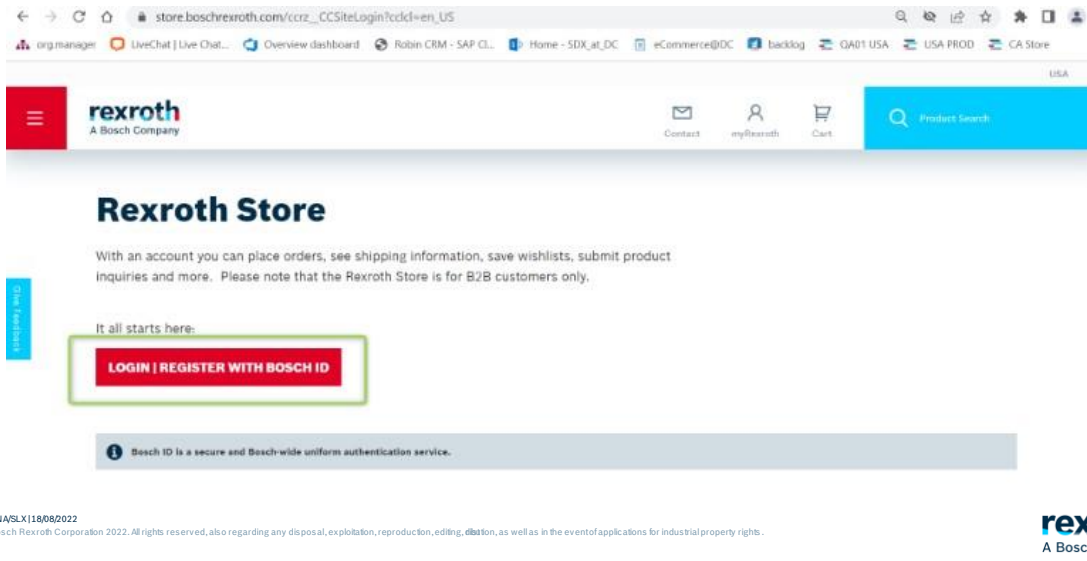 store.boschrexroth.com/ccrz__CCSiteLogin?cclcl=en_US
org.manager LiveChat | Live Chat... Overview dashboard Robin CRM - SAP Cl... Home - SDX_at_DC eCommerce@DC backlog QA01 USA USA PROD CA Store
USA
rexroth
A Bosch Company
Contact myRexroth Cart
Product Search
Rexroth Store
With an account you can place orders, see shipping information, save wishlists, submit product
inquiries and more. Please note that the Rexroth Store is for B2B customers only.
Give Feedback
It all starts here:
LOGIN | REGISTER WITH BOSCH ID
Bosch ID is a secure and Bosch-wide uniform authentication service.
NA/SLX | 18/08/2022
osch Rexroth Corporation 2022. All rights reserved, also regarding any disposal, exploitation, reproduction, editing, as well as in the event of applications for industrial property rights.
rex
A Bosc